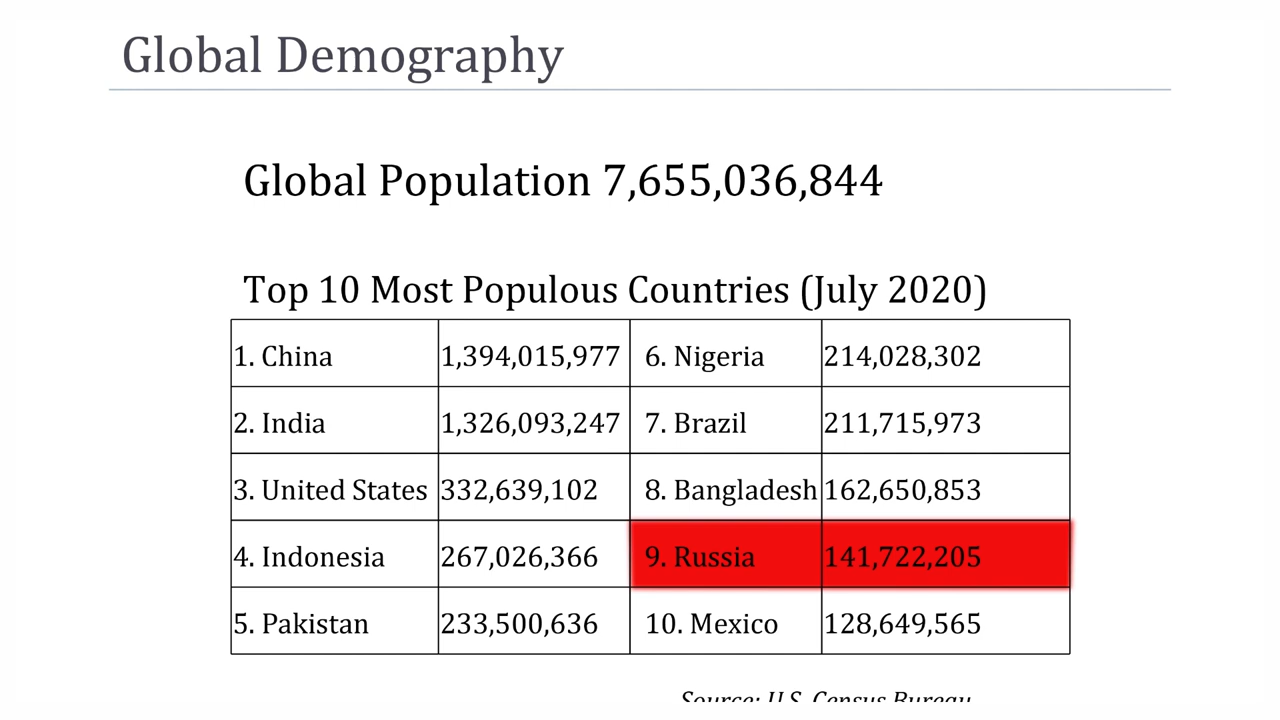 Global Demography
Global Population 7,655,036,844
Top 10 Most Populous Countries (July 2020)
1. China 1,394,015,977 6. Nigeria 214,028,302
2. India 1,326,093,247 7. Brazil 211,715,973
3. United States 332,639,102 8. Bangladesh 162,650,853
4. Indonesia 267,026,366 9. Russia 141,722,205
5. Pakistan 233,500,636 10. Mexico 128,649,565
Source: U.S. Census Bureau